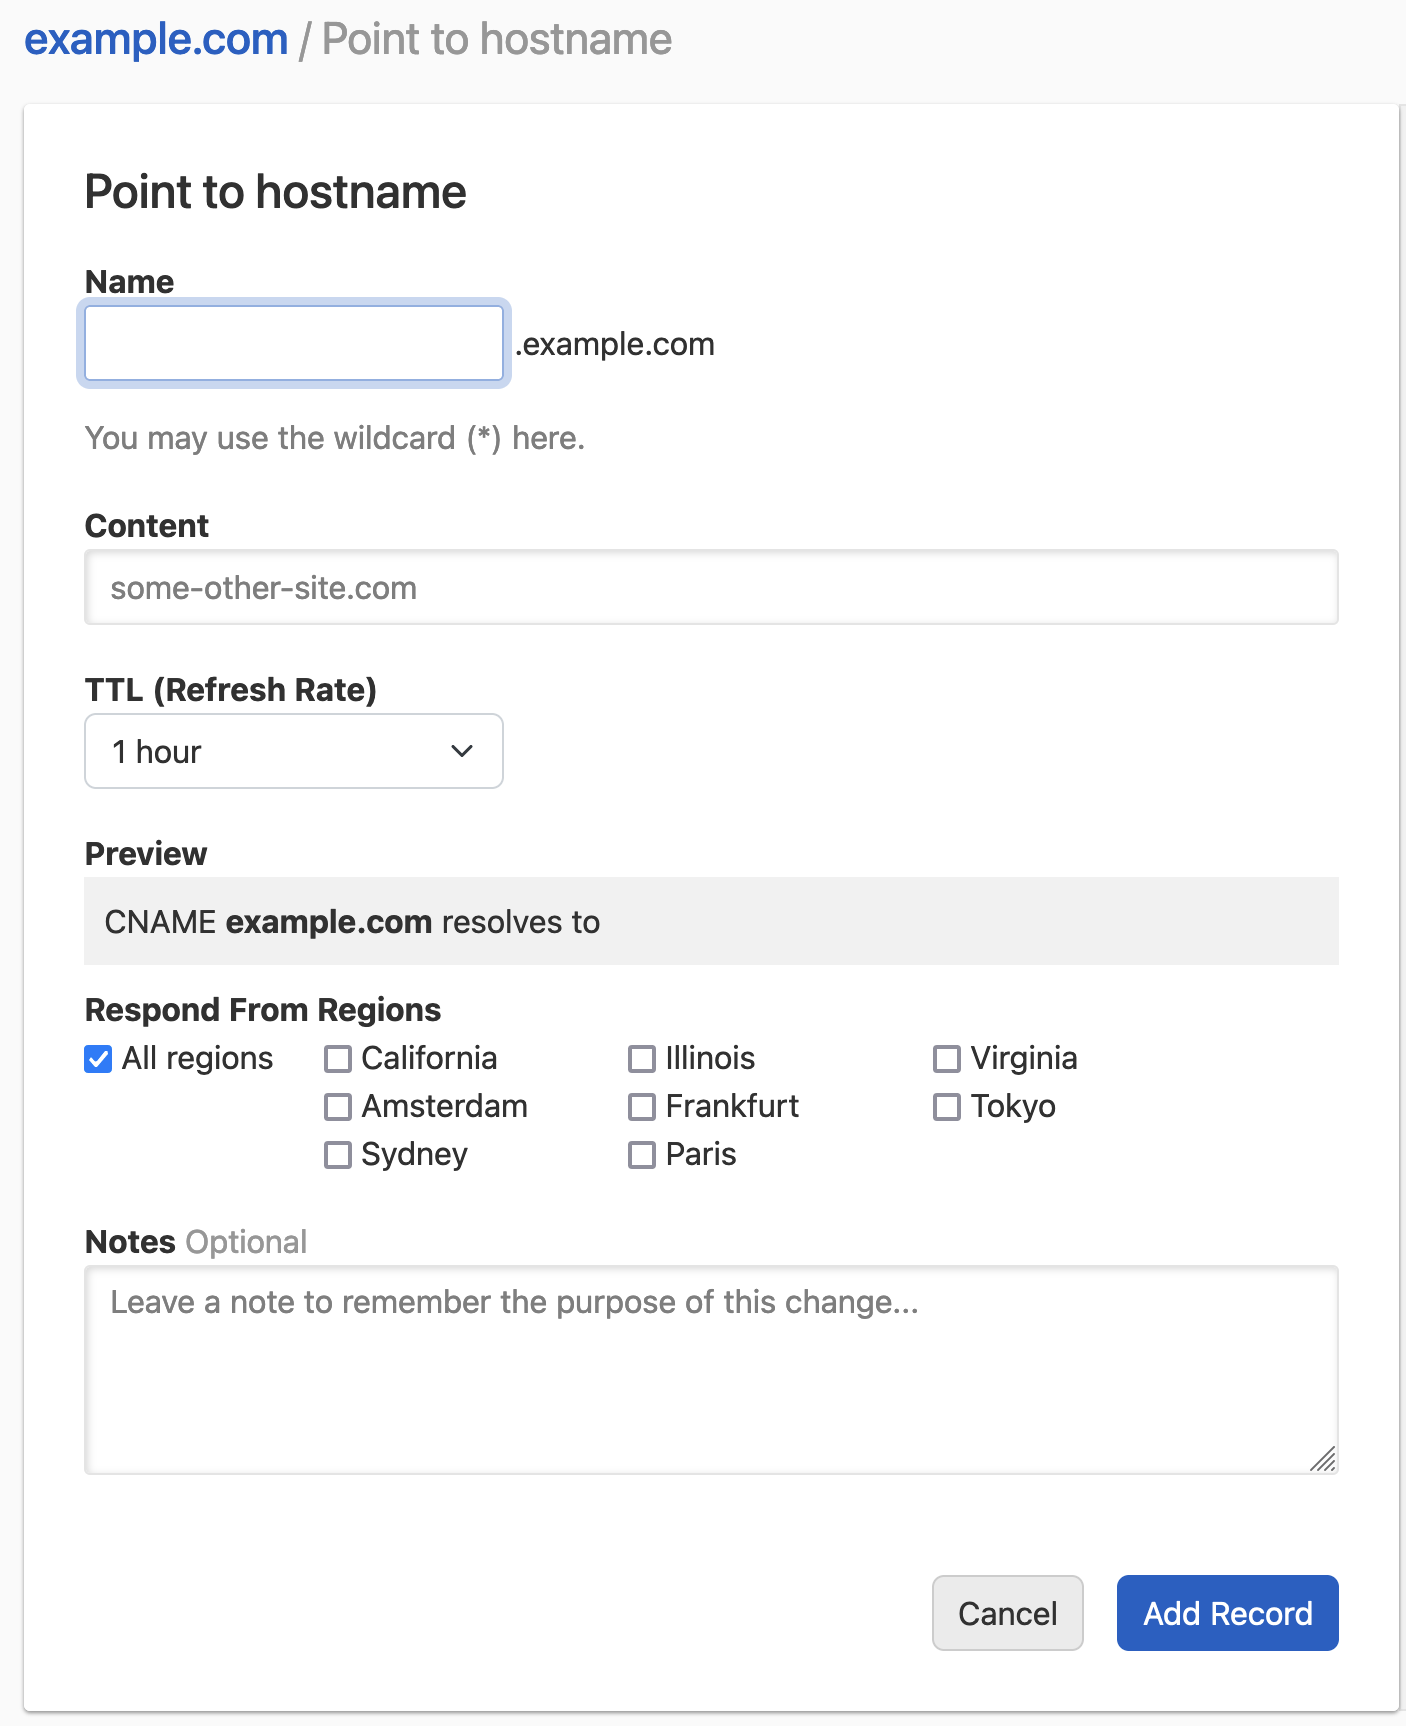 example.com / Point to hostname
Point to hostname
Name
.example.com
You may use the wildcard (*) here.
Content
some-other-site.com
TTL (Refresh Rate)
1 hour
Preview
CNAME example.com resolves to
Respond From Regions
All regions California Illinois Virginia
Amsterdam Frankfurt Tokyo
Sydney Paris
Notes Optional
Leave a note to remember the purpose of this change...
Cancel Add Record